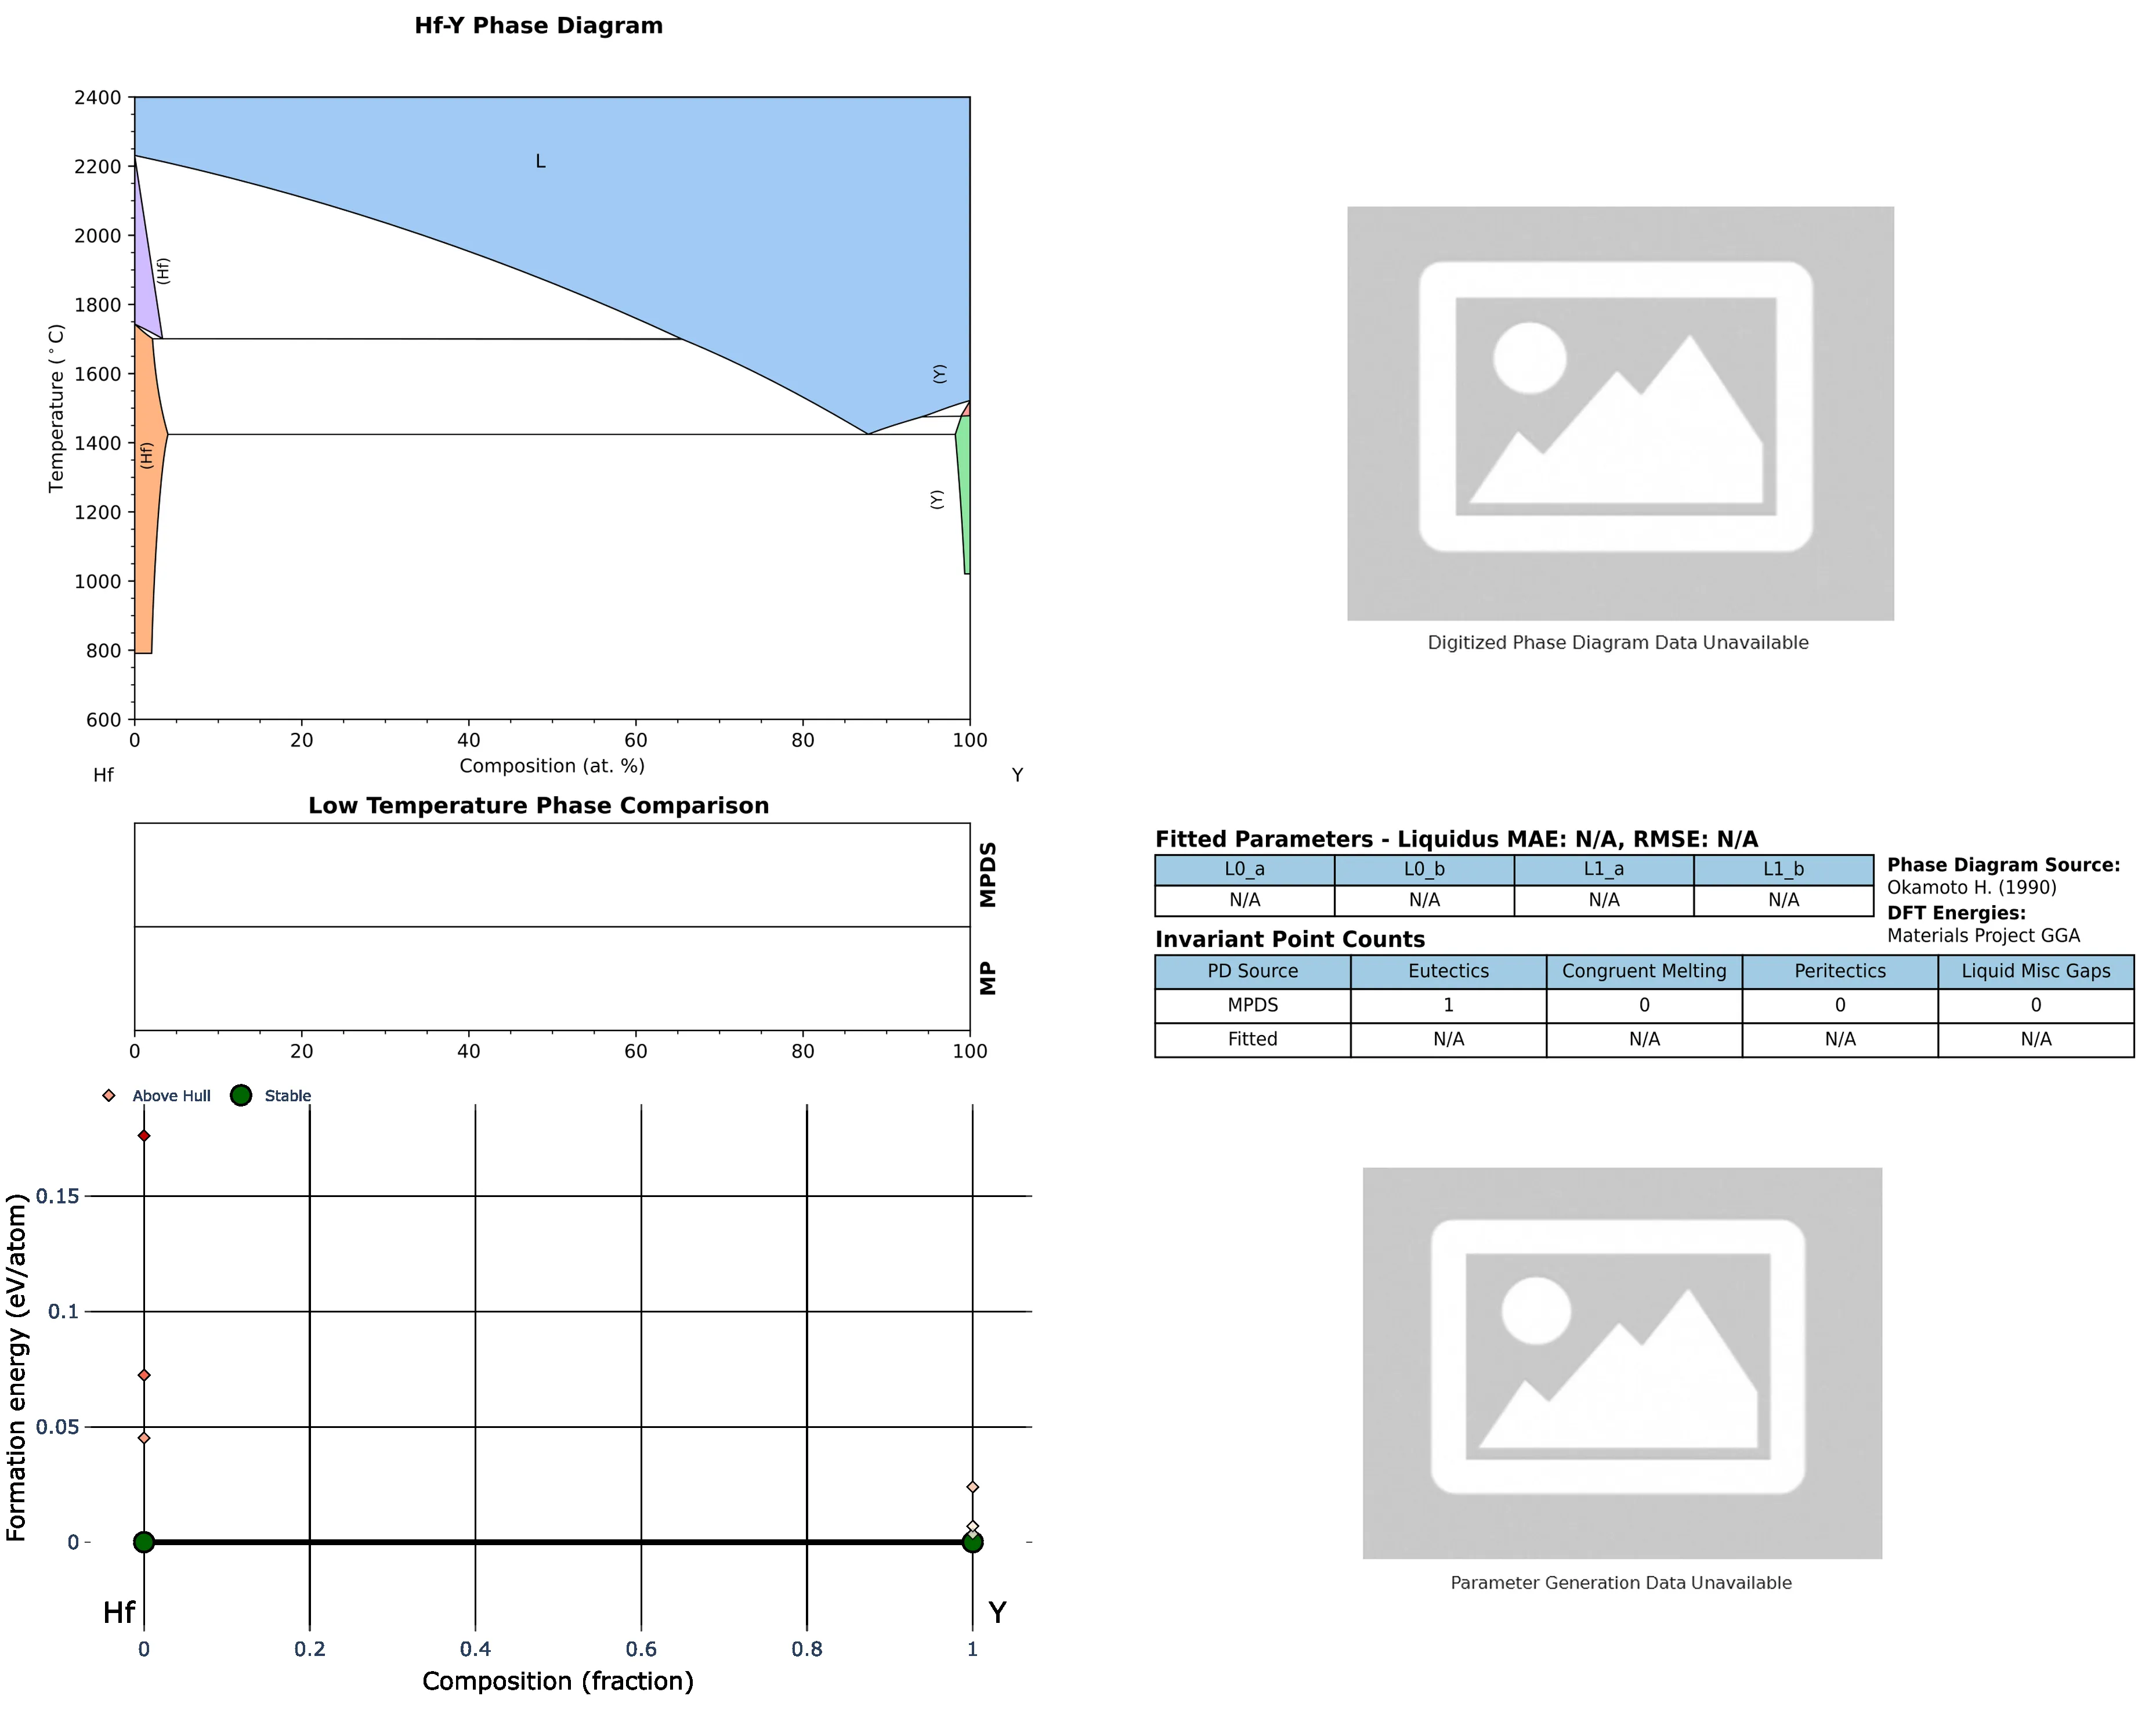 Hf-Y Phase Diagram
2400
2200
2000
1800
1600
1400
1200
1000
800
600
Temperature (°C)
L
(Hf)
(Hf)
(Y)
(Y)
0 20 40 60 80 100
Hf Composition (at. %) Y
Digitized Phase Diagram Data Unavailable
Low Temperature Phase Comparison
MPDS
MP
0 20 40 60 80 100
Fitted Parameters - Liquidus MAE: N/A, RMSE: N/A
L0_a L0_b L1_a L1_b
N/A N/A N/A N/A
Phase Diagram Source:
Okamoto H. (1990)
DFT Energies:
Materials Project GGA
Invariant Point Counts
PD Source Eutectics Congruent Melting Peritectics Liquid Misc Gaps
MPDS 1 0 0 0
Fitted N/A N/A N/A N/A
Above Hull Stable
0.15
0.1
0.05
0
Formation energy (eV/atom)
Hf Y
0 0.2 0.4 0.6 0.8 1
Composition (fraction)
Parameter Generation Data Unavailable